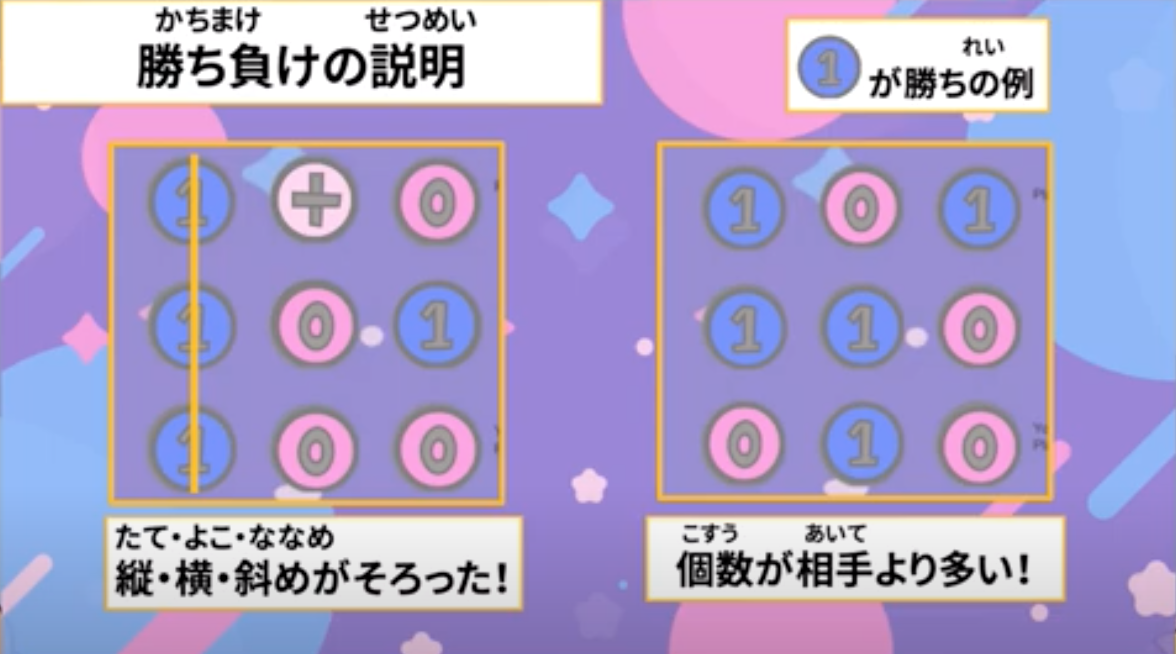 かちまけ せつめい
勝ち負けの説明
れい
1が勝ちの例
1 + 0
1 0 1
1 0 0
1 0 1
1 1 0
0 1 0
たて・よこ・ななめ
縦・横・斜めがそろった!
こすう あいて
個数が相手より多い!